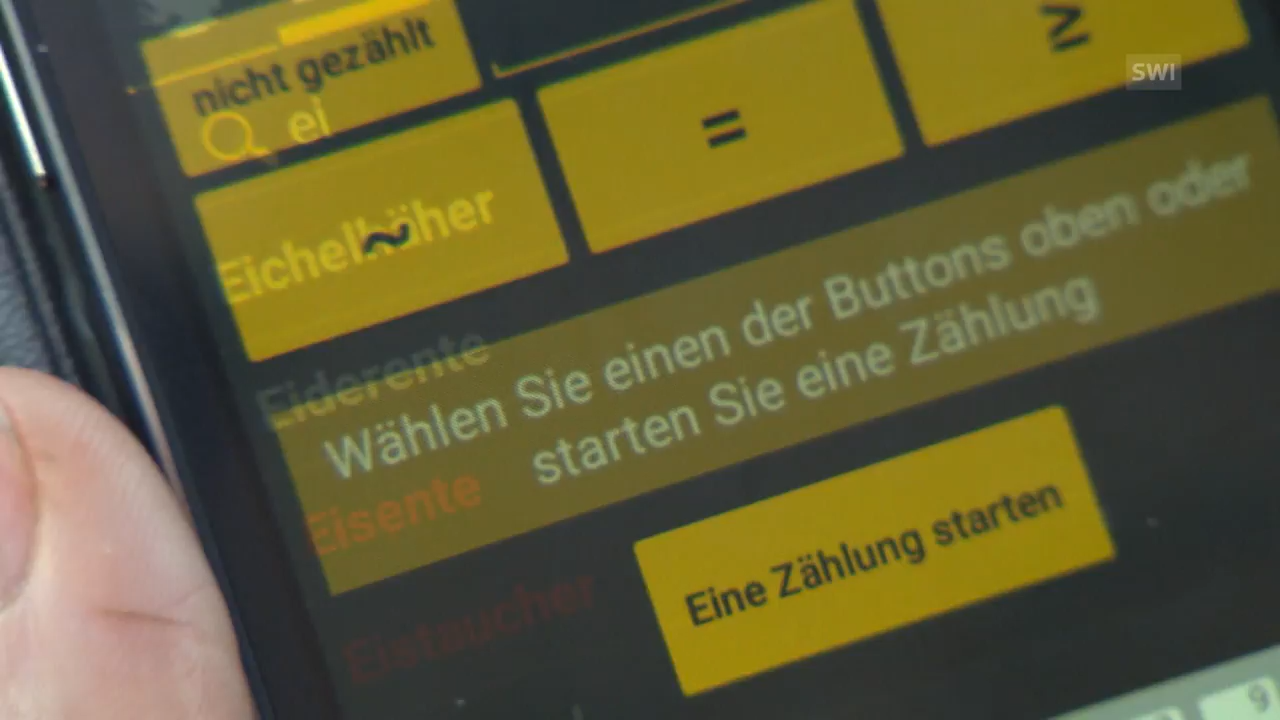 nicht gezählt
≥
SWI
ei
=
Eichelhäher
~
Eiderente
Wählen Sie einen der Buttons oben oder
starten Sie eine Zählung
Eisente
Eine Zählung starten
Eistaucher
9